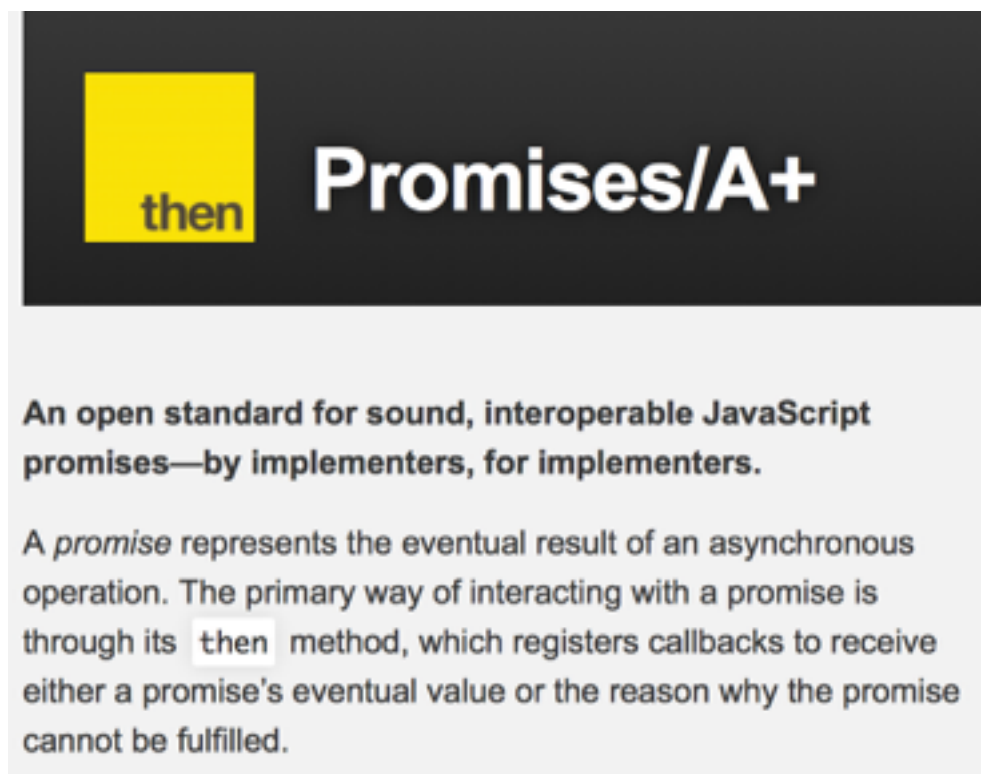 then
Promises/A+
An open standard for sound, interoperable JavaScript
promises—by implementers, for implementers.
A promise represents the eventual result of an asynchronous
operation. The primary way of interacting with a promise is
through its then method, which registers callbacks to receive
either a promise’s eventual value or the reason why the promise
cannot be fulfilled.